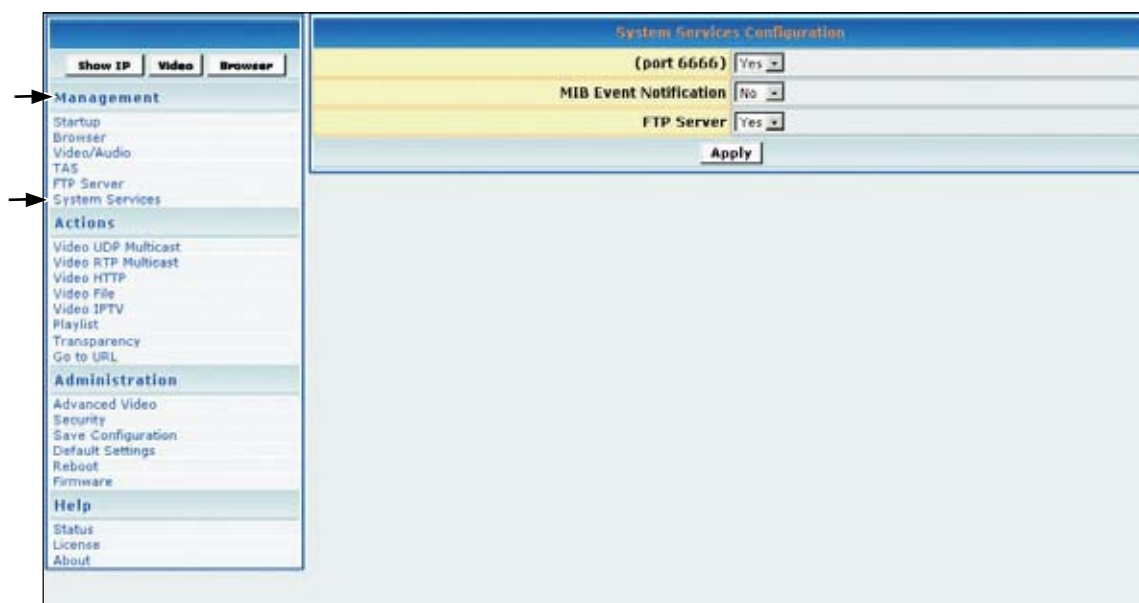 Show IP Video Browser
Management
Startup
Browser
Video/Audio
TAS
FTP Server
System Services
Actions
Video UDP Multicast
Video RTP Multicast
Video HTTP
Video File
Video IPTV
Playlist
Transparency
Go to URL
Administration
Advanced Video
Security
Save Configuration
Default Settings
Reboot
Firmware
Help
Status
License
About
System Services Configuration
(port 6666) Yes
MIB Event Notification No
FTP Server Yes
Apply